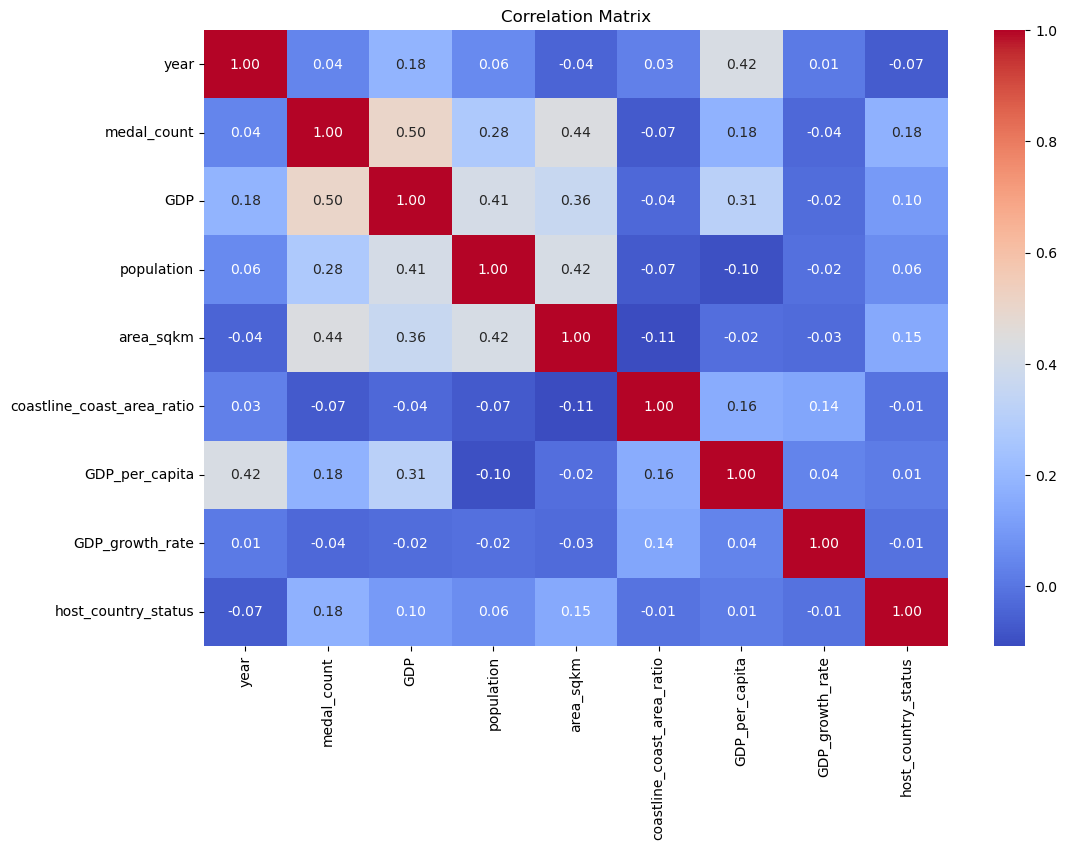 Correlation Matrix
year 1.00 0.04 0.18 0.06 -0.04 0.03 0.42 0.01 -0.07
medal_count 0.04 1.00 0.50 0.28 0.44 -0.07 0.18 -0.04 0.18
GDP 0.18 0.50 1.00 0.41 0.36 -0.04 0.31 -0.02 0.10
population 0.06 0.28 0.41 1.00 0.42 -0.07 -0.10 -0.02 0.06
area_sqkm -0.04 0.44 0.36 0.42 1.00 -0.11 -0.02 -0.03 0.15
coastline_coast_area_ratio 0.03 -0.07 -0.04 -0.07 -0.11 1.00 0.16 0.14 -0.01
GDP_per_capita 0.42 0.18 0.31 -0.10 -0.02 0.16 1.00 0.04 0.01
GDP_growth_rate 0.01 -0.04 -0.02 -0.02 -0.03 0.14 0.04 1.00 -0.01
host_country_status -0.07 0.18 0.10 0.06 0.15 -0.01 0.01 -0.01 1.00
year
medal_count
GDP
population
area_sqkm
coastline_coast_area_ratio
GDP_per_capita
GDP_growth_rate
host_country_status
1.0
0.8
0.6
0.4
0.2
0.0